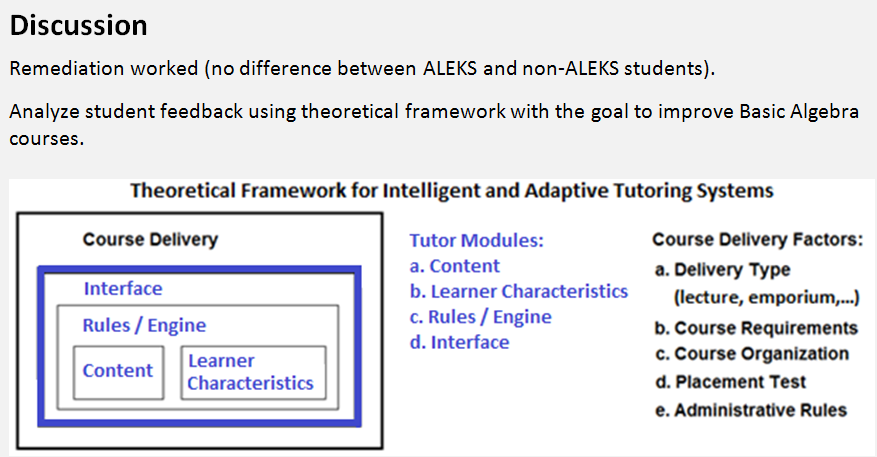 Discussion
Remediation worked (no difference between ALEKS and non-ALEKS students).
Analyze student feedback using theoretical framework with the goal to improve Basic Algebra
courses.
Theoretical Framework for Intelligent and Adaptive Tutoring Systems
Course Delivery
Interface
Rules / Engine
Content
Learner
Characteristics
Tutor Modules:
a. Content
b. Learner Characteristics
c. Rules / Engine
d. Interface
Course Delivery Factors:
a. Delivery Type
(lecture, emporium,...)
b. Course Requirements
c. Course Organization
d. Placement Test
e. Administrative Rules